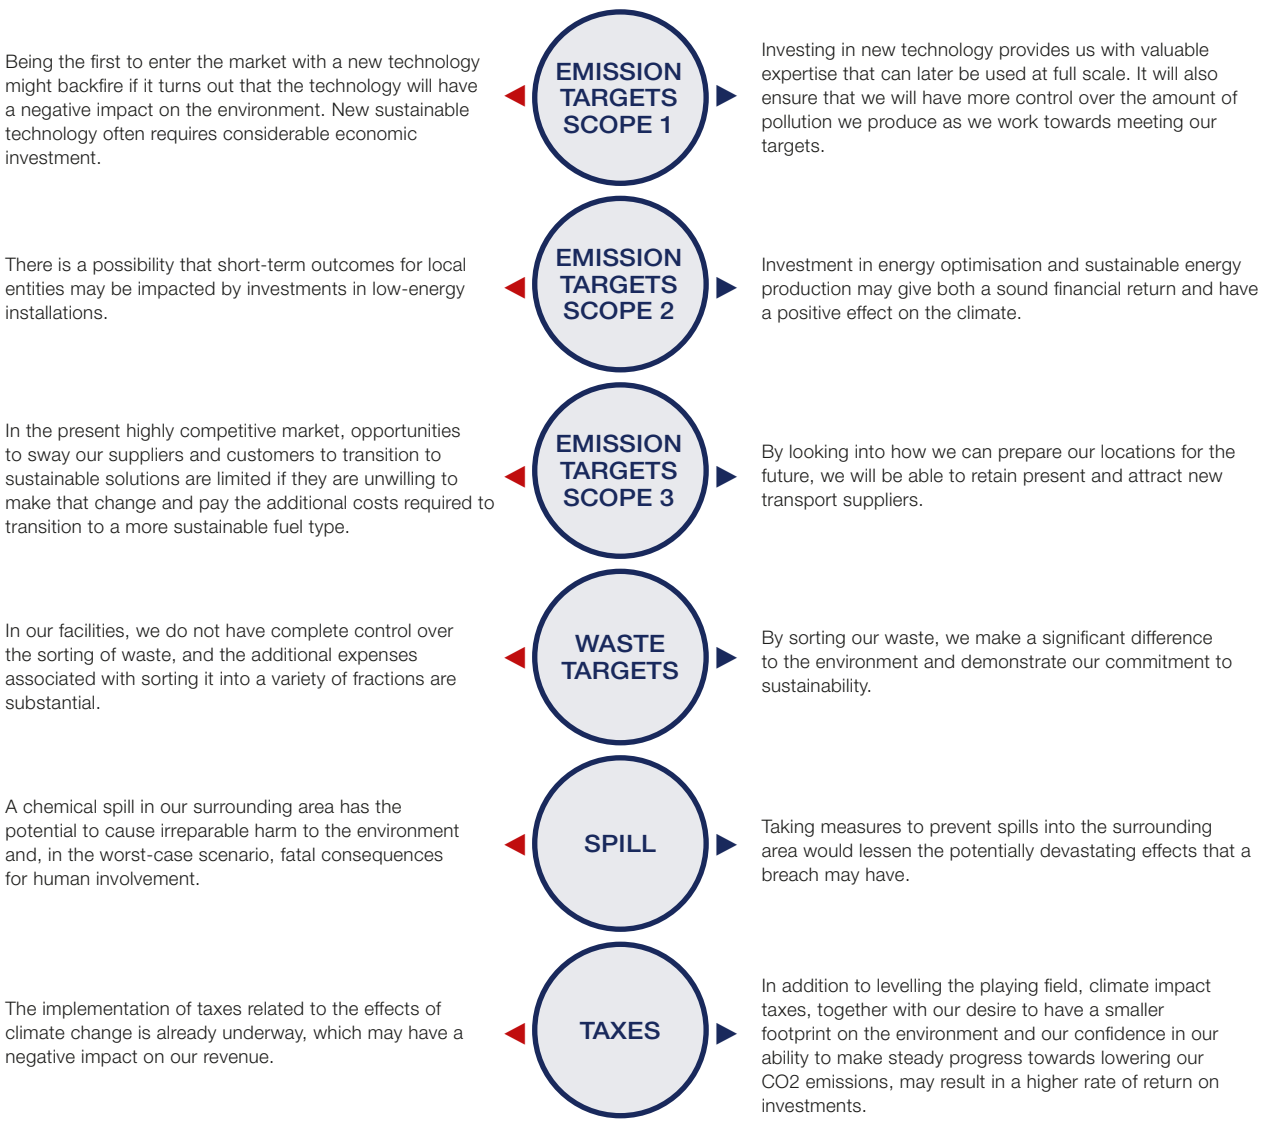 Being the first to enter the market with a new technology
might backfire if it turns out that the technology will have
a negative impact on the environment. New sustainable
technology often requires considerable economic
investment.
EMISSION
TARGETS
SCOPE 1
Investing in new technology provides us with valuable
expertise that can later be used at full scale. It will also
ensure that we will have more control over the amount of
pollution we produce as we work towards meeting our
targets.
There is a possibility that short-term outcomes for local
entities may be impacted by investments in low-energy
installations.
EMISSION
TARGETS
SCOPE 2
Investment in energy optimisation and sustainable energy
production may give both a sound financial return and have
a positive effect on the climate.
In the present highly competitive market, opportunities
to sway our suppliers and customers to transition to
sustainable solutions are limited if they are unwilling to
make that change and pay the additional costs required to
transition to a more sustainable fuel type.
EMISSION
TARGETS
SCOPE 3
By looking into how we can prepare our locations for the
future, we will be able to retain present and attract new
transport suppliers.
In our facilities, we do not have complete control over
the sorting of waste, and the additional expenses
associated with sorting it into a variety of fractions are
substantial.
WASTE
TARGETS
By sorting our waste, we make a significant difference
to the environment and demonstrate our commitment to
sustainability.
A chemical spill in our surrounding area has the
potential to cause irreparable harm to the environment
and, in the worst-case scenario, fatal consequences
for human involvement.
SPILL
Taking measures to prevent spills into the surrounding
area would lessen the potentially devastating effects that a
breach may have.
The implementation of taxes related to the effects of
climate change is already underway, which may have a
negative impact on our revenue.
TAXES
In addition to levelling the playing field, climate impact
taxes, together with our desire to have a smaller
footprint on the environment and our confidence in our
ability to make steady progress towards lowering our
CO2 emissions, may result in a higher rate of return on
investments.